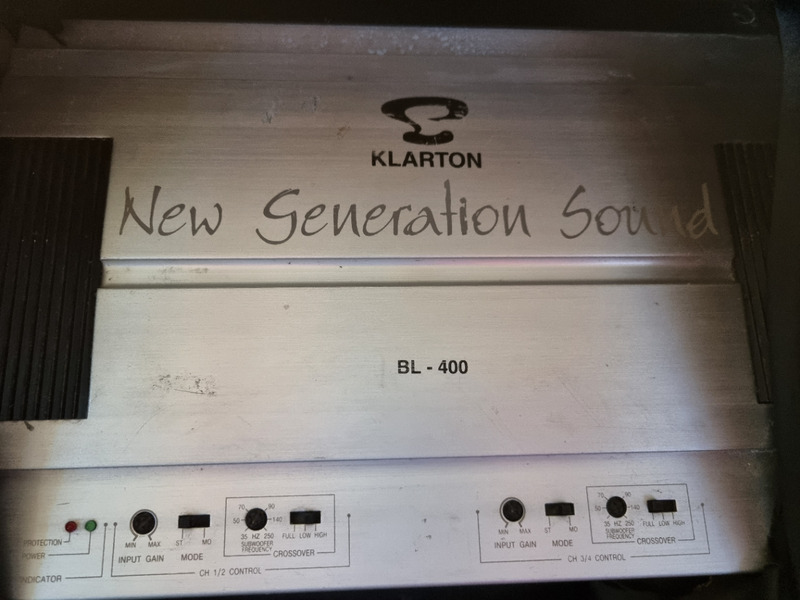 KLARTON
New Generation Sound
BL - 400
PROTECTION
POWER
INDICATOR
MIN MAX
INPUT GAIN
ST MO
MODE
70 90
50 140
35 HZ 250
SUBWOOFER
FREQUENCY
FULL LOW HIGH
CROSSOVER
CH 1/2 CONTROL
MIN MAX
INPUT GAIN
ST MO
MODE
70 90
50 140
35 HZ 250
SUBWOOFER
FREQUENCY
FULL LOW HIGH
CROSSOVER
CH 3/4 CONTROL